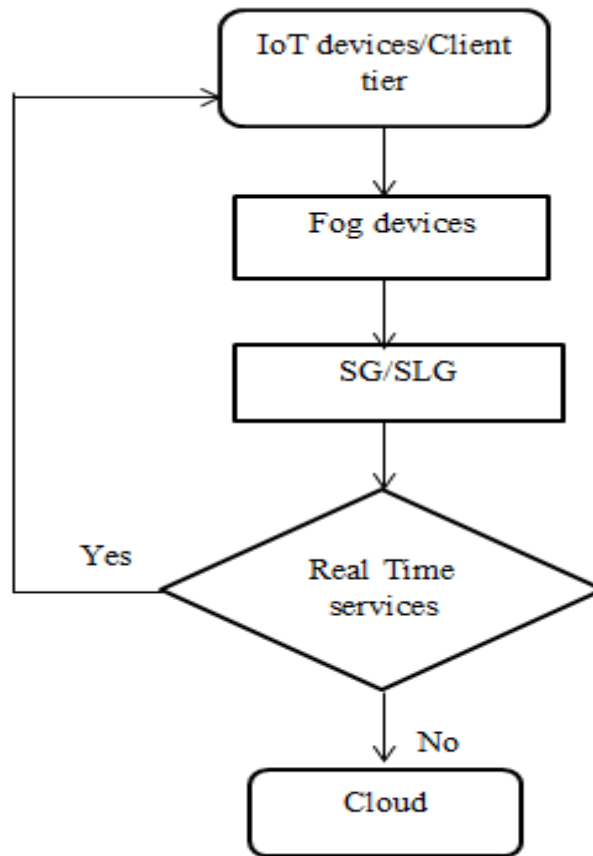 IoT devices/Client
tier
Fog devices
SG/SLG
Yes
Real Time
services
No
Cloud